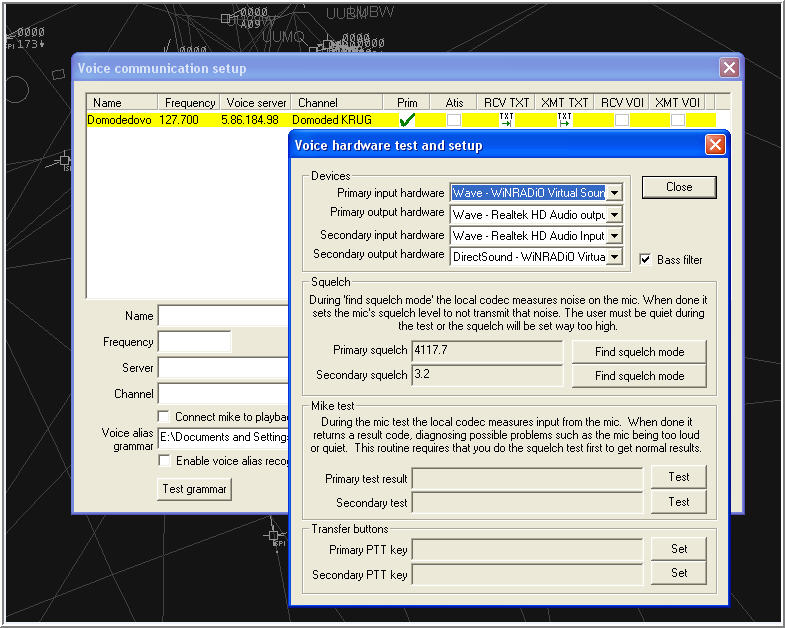 0000
173
A09
UUBM
UUBW
UUMO
0000
0000
Voice communication setup
Name Frequency Voice server Channel Prim Atis RCV TXT XMT TXT RCV VOI XMT VOI
Domodedovo 127.700 5.86.184.98 Domoded KRUG TXT TXT
Name
Frequency
Server
Channel
Connect mike to playba
Voice alias
grammar
E:\Documents and Settings
Enable voice alias reco
Test grammar
Voice hardware test and setup
Devices
Primary input hardware Wave - WiNRADiO Virtual Soun
Primary output hardware Wave - Realtek HD Audio outpu
Secondary input hardware Wave - Realtek HD Audio Input
Secondary output hardware DirectSound - WiNRADiO Virtua
Close
Bass filter
Squelch
During 'find squelch mode' the local codec measures noise on the mic. When done it
sets the mic's squelch level to not transmit that noise. The user must be quiet during
the test or the squelch will be set way too high.
Primary squelch 4117.7 Find squelch mode
Secondary squelch 3.2 Find squelch mode
Mike test
During the mic test the local codec measures input from the mic. When done it
returns a result code, diagnosing possible problems such as the mic being too loud
or quiet. This routine requires that you do the squelch test first to get normal results.
Primary test result Test
Secondary test Test
Transfer buttons
Primary PTT key Set
Secondary PTT key Set